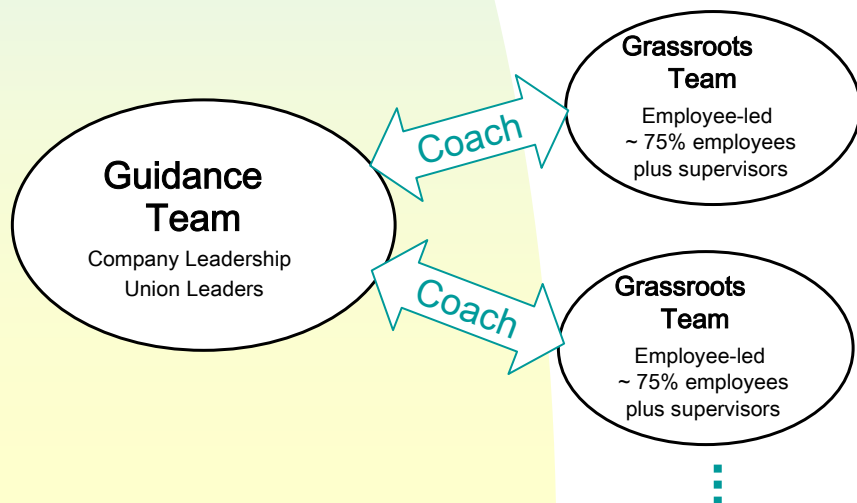 Guidance
Team
Company Leadership
Union Leaders
Coach
Grassroots
Team
Employee-led
~ 75% employees
plus supervisors
Coach
Grassroots
Team
Employee-led
~ 75% employees
plus supervisors